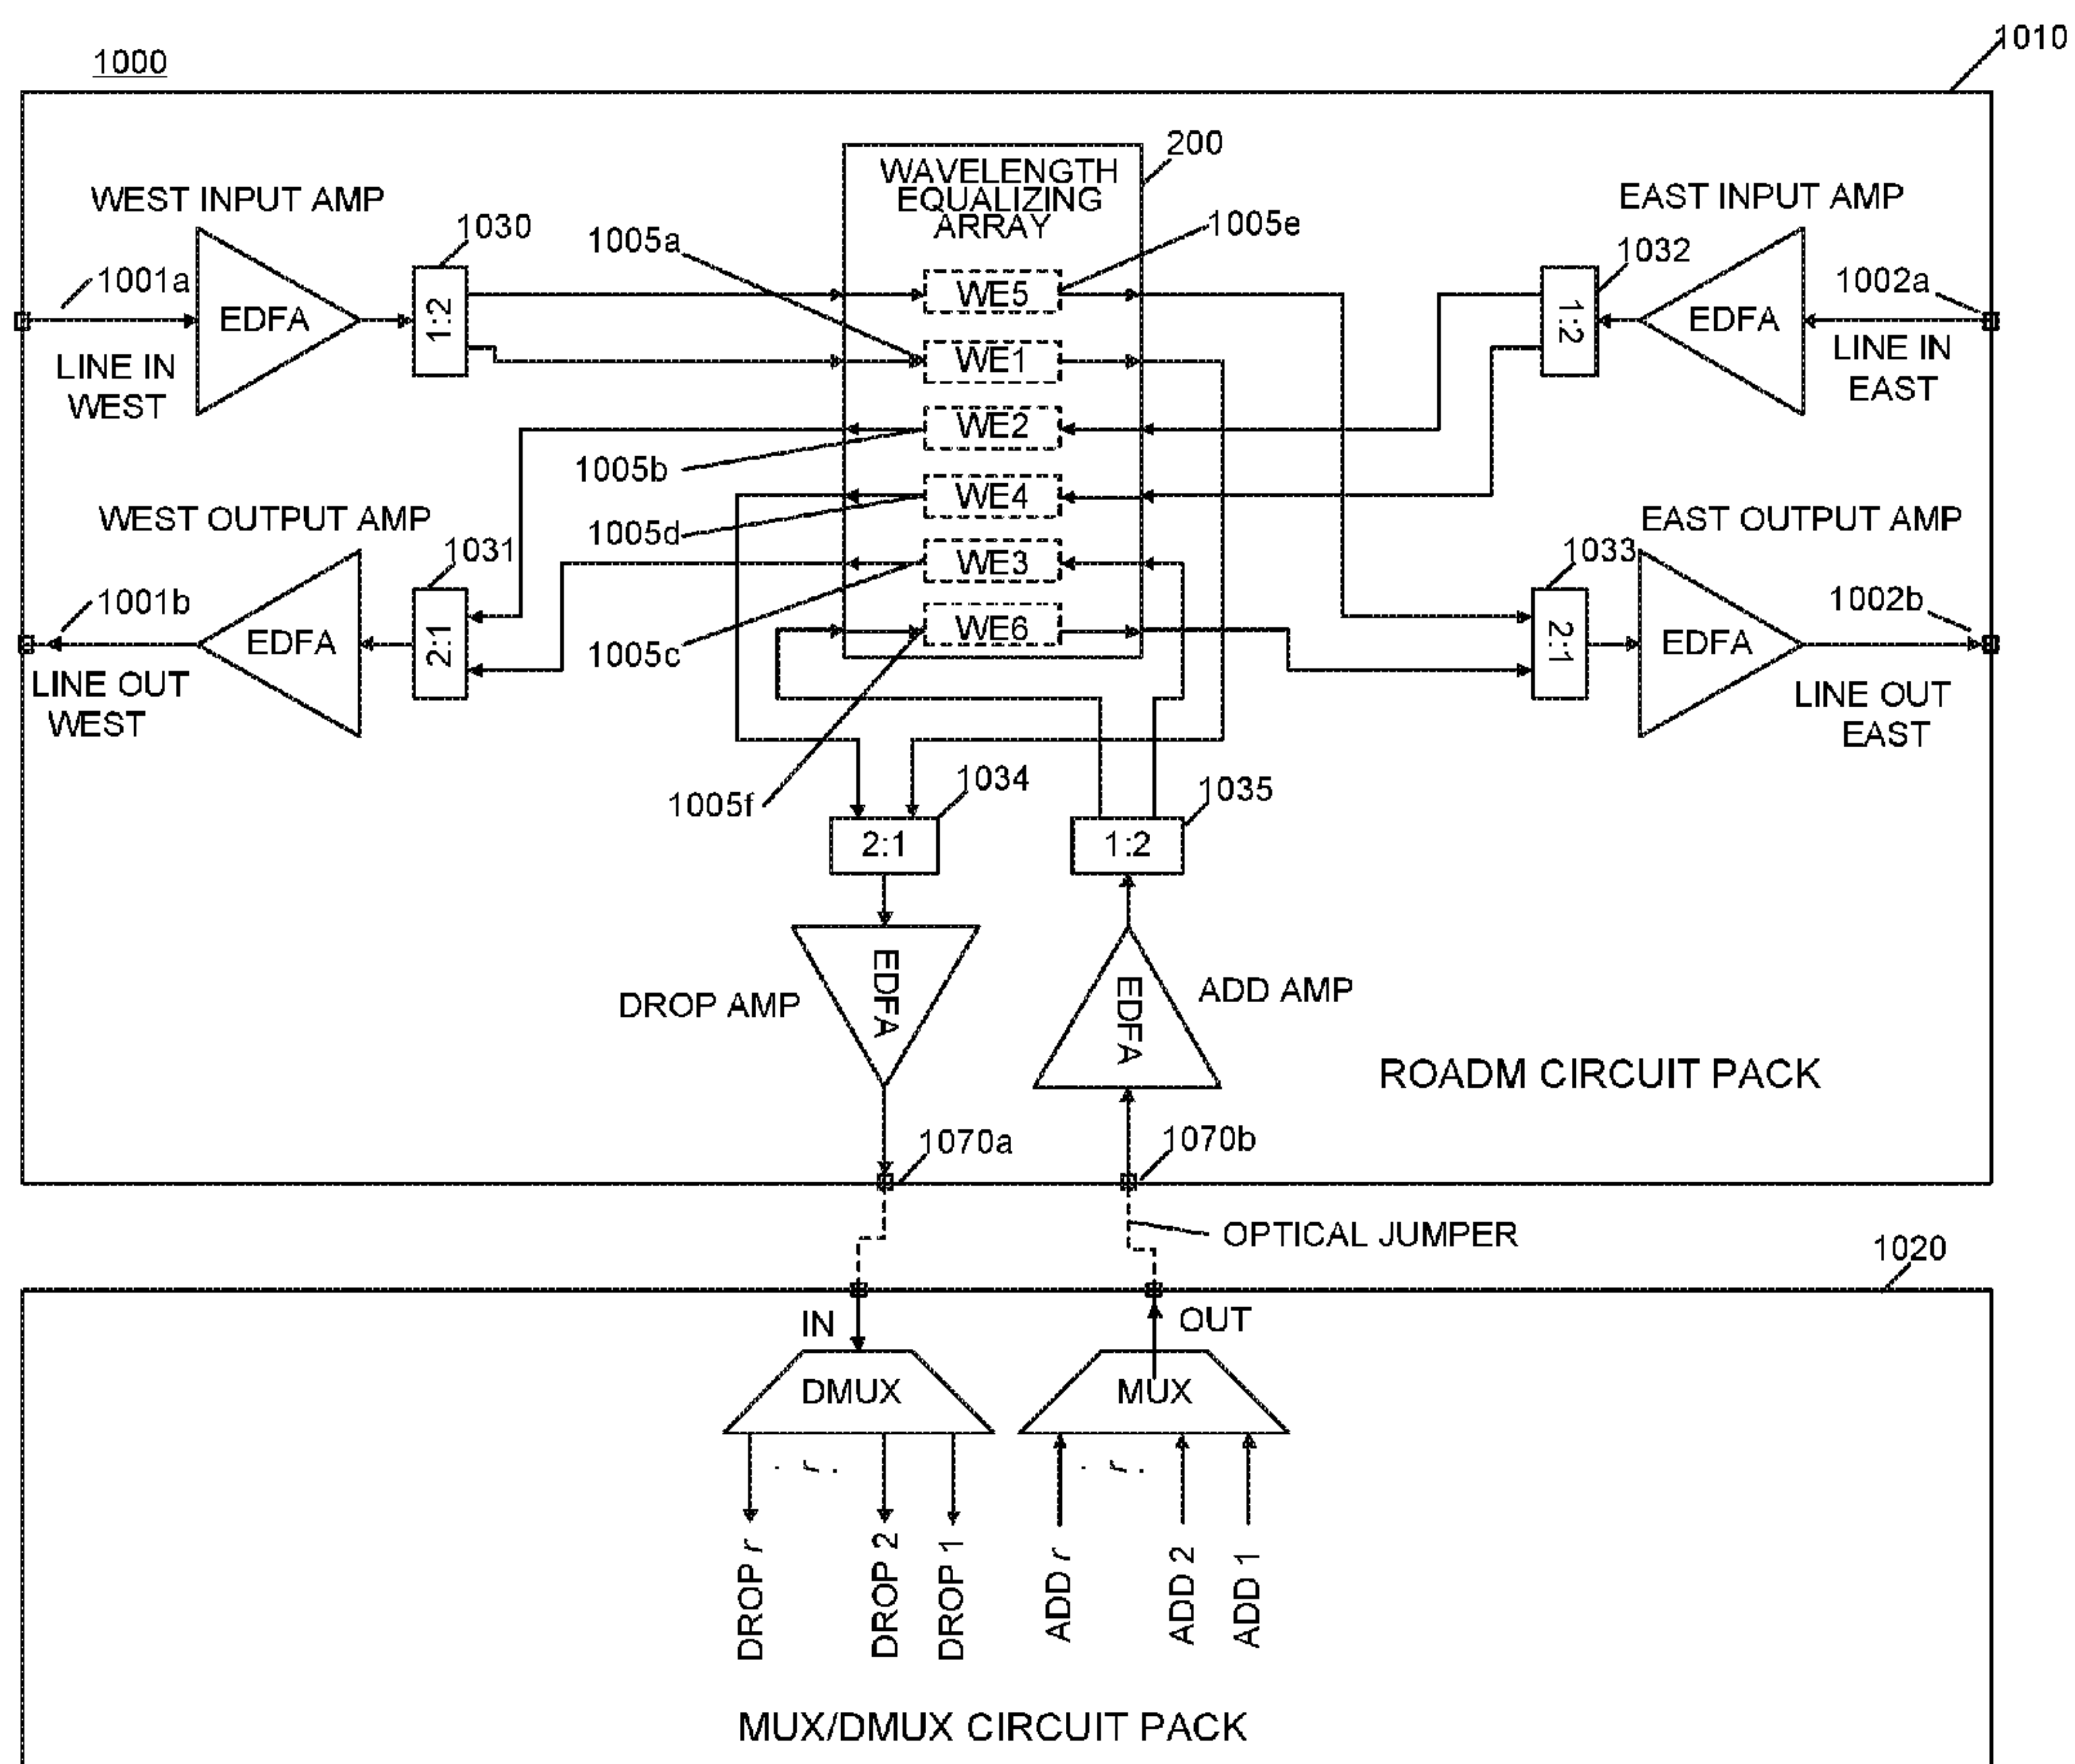 1000
1010
200
WAVELENGTH
EQUALIZING
ARRAY
WEST INPUT AMP
EAST INPUT AMP
1030
1005a
1005e
1032
1001a
1002a
EDFA
1:2
WE5
1:2
EDFA
LINE IN
WEST
LINE IN
EAST
WE1
WE2
1005b
WE4
WEST OUTPUT AMP
EAST OUTPUT AMP
1005d
1031
1033
WE3
1001b
1002b
EDFA
2:1
1005c
WE6
2:1
EDFA
LINE OUT
WEST
LINE OUT
EAST
1005f
1034
1035
2:1
1:2
EDFA
EDFA
DROP AMP
ADD AMP
ROADM CIRCUIT PACK
1070a
1070b
OPTICAL JUMPER
1020
IN
OUT
DMUX
MUX
. r .
. r .
DROP r
DROP 2
DROP 1
ADD r
ADD 2
ADD 1
MUX/DMUX CIRCUIT PACK